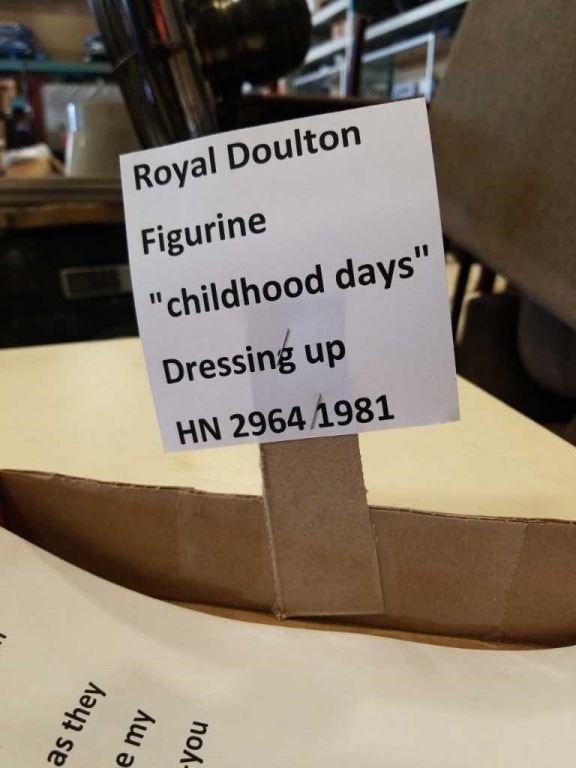 Royal Doulton
Figurine
"childhood days"
Dressing up
HN 2964 1981
as they
e my
-you